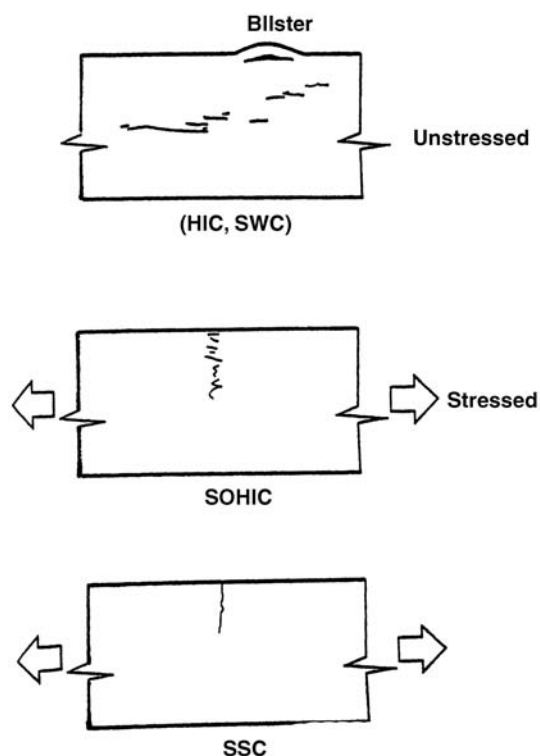 Blister
Unstressed
(HIC, SWC)
Stressed
SOHIC
SSC